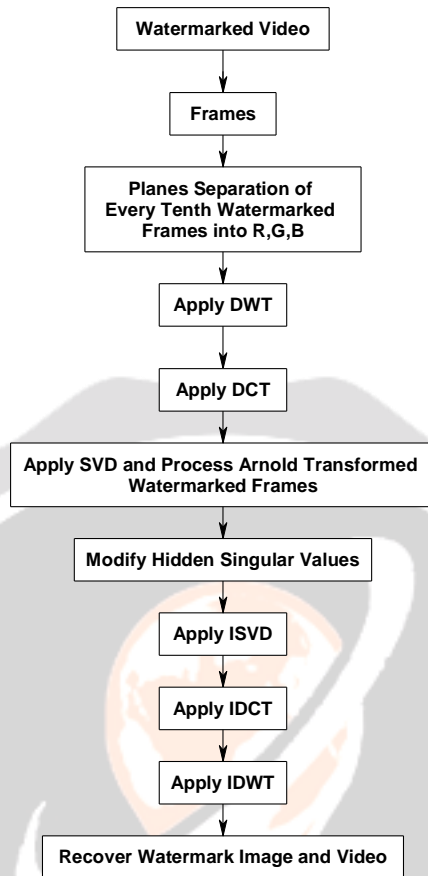 Watermarked Video
Frames
Planes Separation of
Every Tenth Watermarked
Frames into R,G,B
Apply DWT
Apply DCT
Apply SVD and Process Arnold Transformed
Watermarked Frames
Modify Hidden Singular Values
Apply ISVD
Apply IDCT
Apply IDWT
Recover Watermark Image and Video